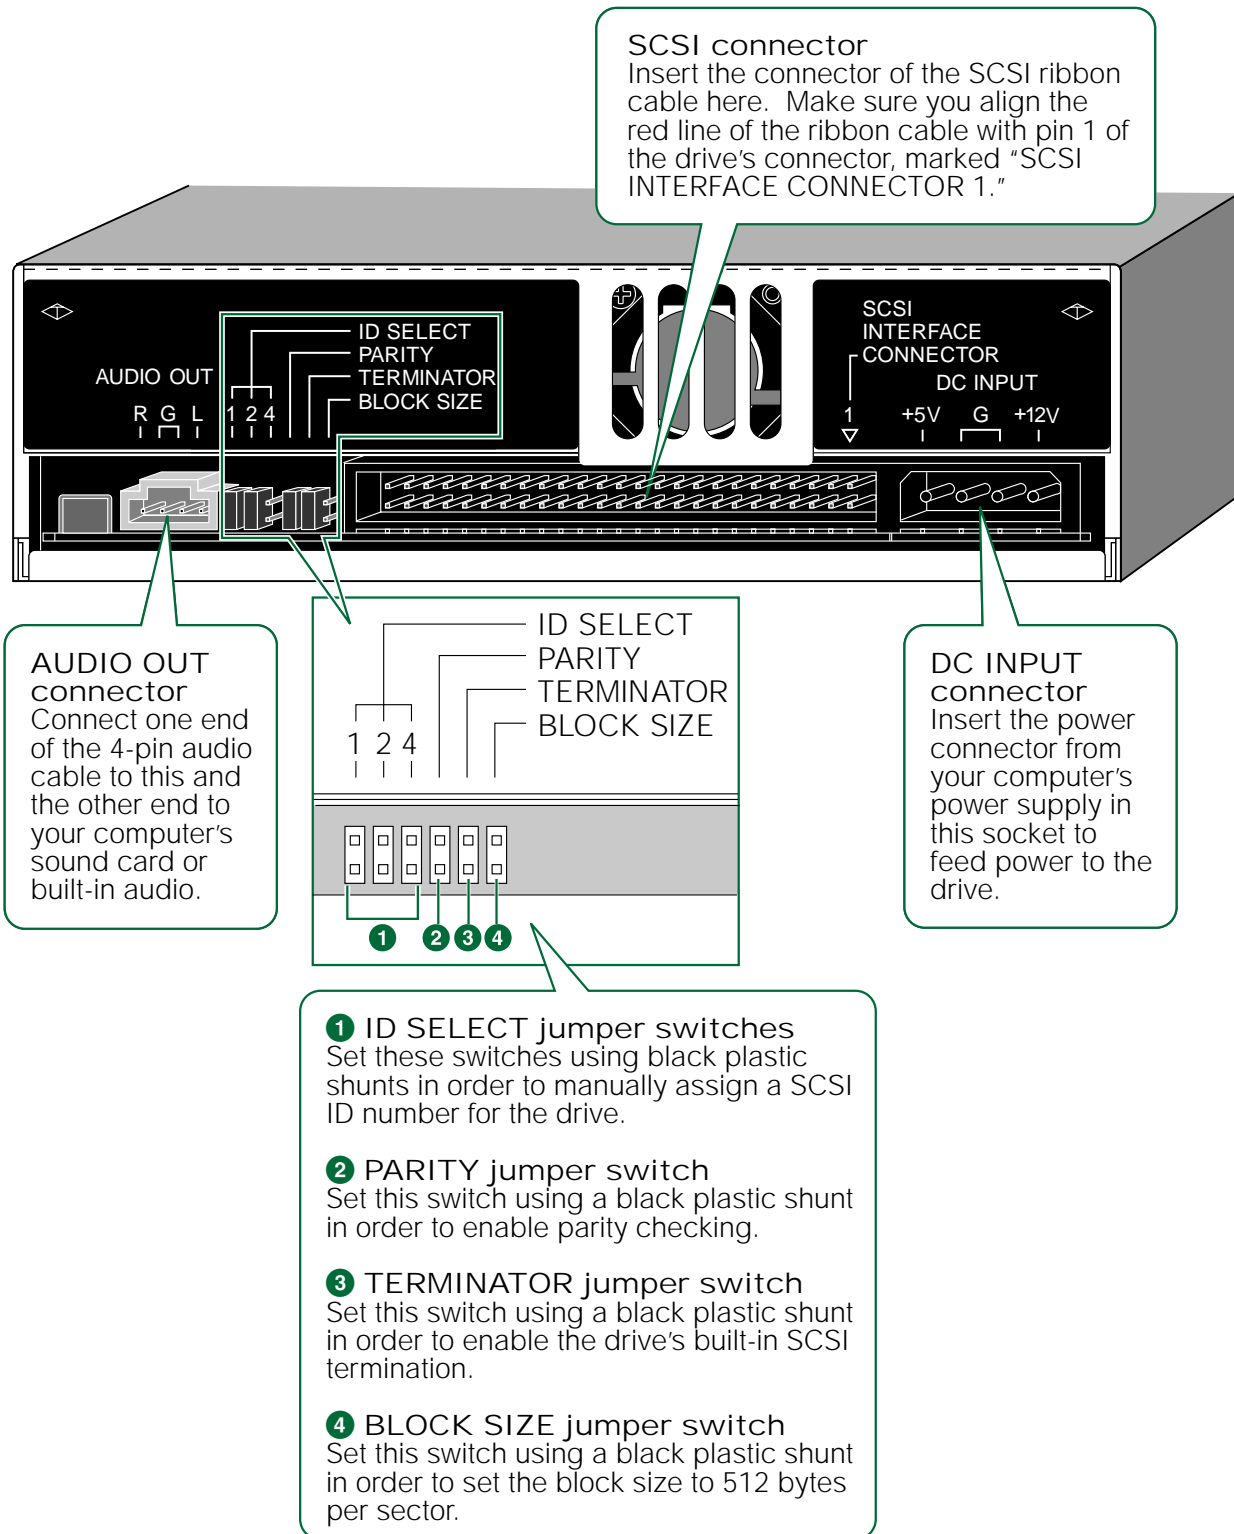 SCSI connector
Insert the connector of the SCSI ribbon
cable here.  Make sure you align the
red line of the ribbon cable with pin 1 of
the drive's connector, marked “SCSI
INTERFACE CONNECTOR 1.”
ID SELECT
PARITY
TERMINATOR
BLOCK SIZE
AUDIO OUT
R G L 1 2 4
SCSI
INTERFACE
CONNECTOR
DC INPUT
1 +5V G +12V
ID SELECT
PARITY
TERMINATOR
BLOCK SIZE
1 2 4
1 2 3 4
AUDIO OUT
connector
Connect one end
of the 4-pin audio
cable to this and
the other end to
your computer's
sound card or
built-in audio.
DC INPUT
connector
Insert the power
connector from
your computer's
power supply in
this socket to
feed power to the
drive.
1 ID SELECT jumper switches
Set these switches using black plastic
shunts in order to manually assign a SCSI
ID number for the drive.
2 PARITY jumper switch
Set this switch using a black plastic shunt
in order to enable parity checking.
3 TERMINATOR jumper switch
Set this switch using a black plastic shunt
in order to enable the drive's built-in SCSI
termination.
4 BLOCK SIZE jumper switch
Set this switch using a black plastic shunt
in order to set the block size to 512 bytes
per sector.